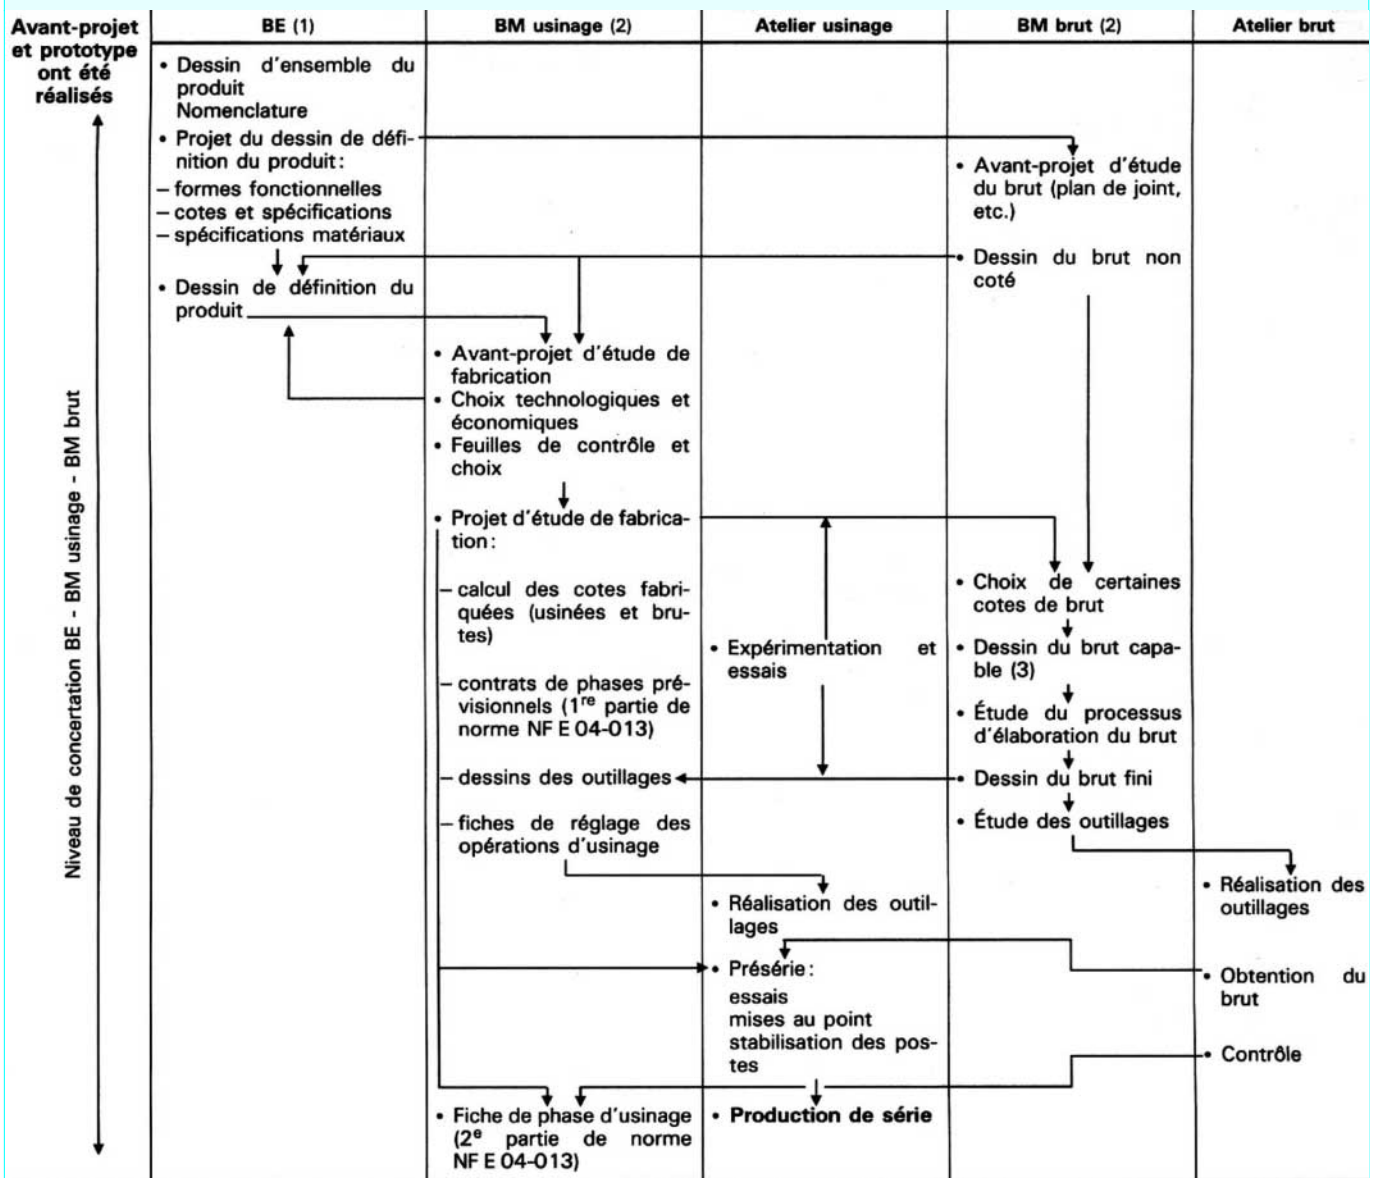 Avant-projet
et prototype
ont été
réalisés
Niveau de concertation BE - BM usinage - BM brut
BE (1)
• Dessin d'ensemble du
produit
Nomenclature
• Projet du dessin de défi-
nition du produit :
– formes fonctionnelles
– cotes et spécifications
– spécifications matériaux
• Dessin de définition du
produit
BM usinage (2)
• Avant-projet d'étude de
fabrication
• Choix technologiques et
économiques
• Feuilles de contrôle et
choix
• Projet d'étude de fabrica-
tion :
– calcul des cotes fabri-
quées (usinées et bru-
tes)
– contrats de phases pré-
visionnels (1re partie de
norme NF E 04-013)
– dessins des outillages
– fiches de réglage des
opérations d'usinage
• Fiche de phase d'usinage
(2e partie de norme
NF E 04-013)
Atelier usinage
• Expérimentation et
essais
• Réalisation des outil-
lages
• Présérie :
essais
mises au point
stabilisation des pos-
tes
• Production de série
BM brut (2)
• Avant-projet d'étude
du brut (plan de joint,
etc.)
• Dessin du brut non
coté
• Choix de certaines
cotes de brut
• Dessin du brut capa-
ble (3)
• Étude du processus
d'élaboration du brut
• Dessin du brut fini
• Étude des outillages
Atelier brut
• Réalisation des
outillages
• Obtention du
brut
• Contrôle